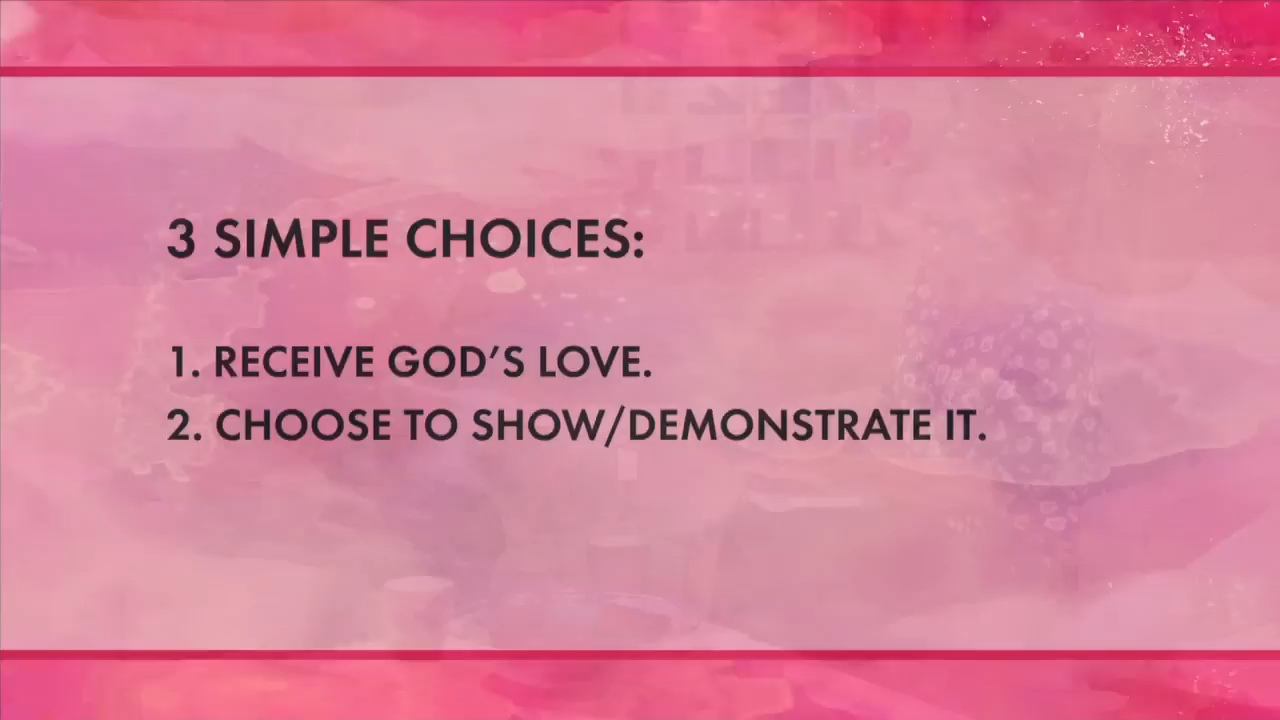 3 SIMPLE CHOICES:
1. RECEIVE GOD’S LOVE.
2. CHOOSE TO SHOW/DEMONSTRATE IT.